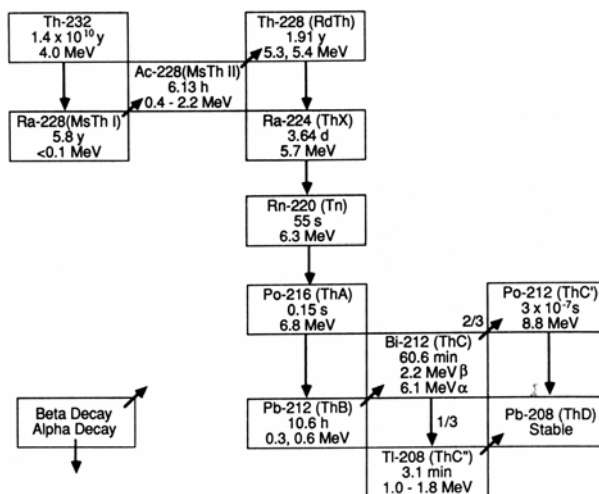 Th-232
1.4 x 10¹⁰ y
4.0 MeV
Th-228 (RdTh)
1.91 y
5.3, 5.4 MeV
Ac-228(MsTh II)
6.13 h
0.4 - 2.2 MeV
Ra-228(MsTh I)
5.8 y
<0.1 MeV
Ra-224 (ThX)
3.64 d
5.7 MeV
Rn-220 (Tn)
55 s
6.3 MeV
Po-216 (ThA)
0.15 s
6.8 MeV
2/3
Po-212 (ThC')
3 x 10⁻⁷s
8.8 MeV
Bi-212 (ThC)
60.6 min
2.2 MeV β
6.1 MeV α
Pb-212 (ThB)
10.6 h
0.3, 0.6 MeV
1/3
Pb-208 (ThD)
Stable
Tl-208 (ThC")
3.1 min
1.0 - 1.8 MeV
Beta Decay
Alpha Decay